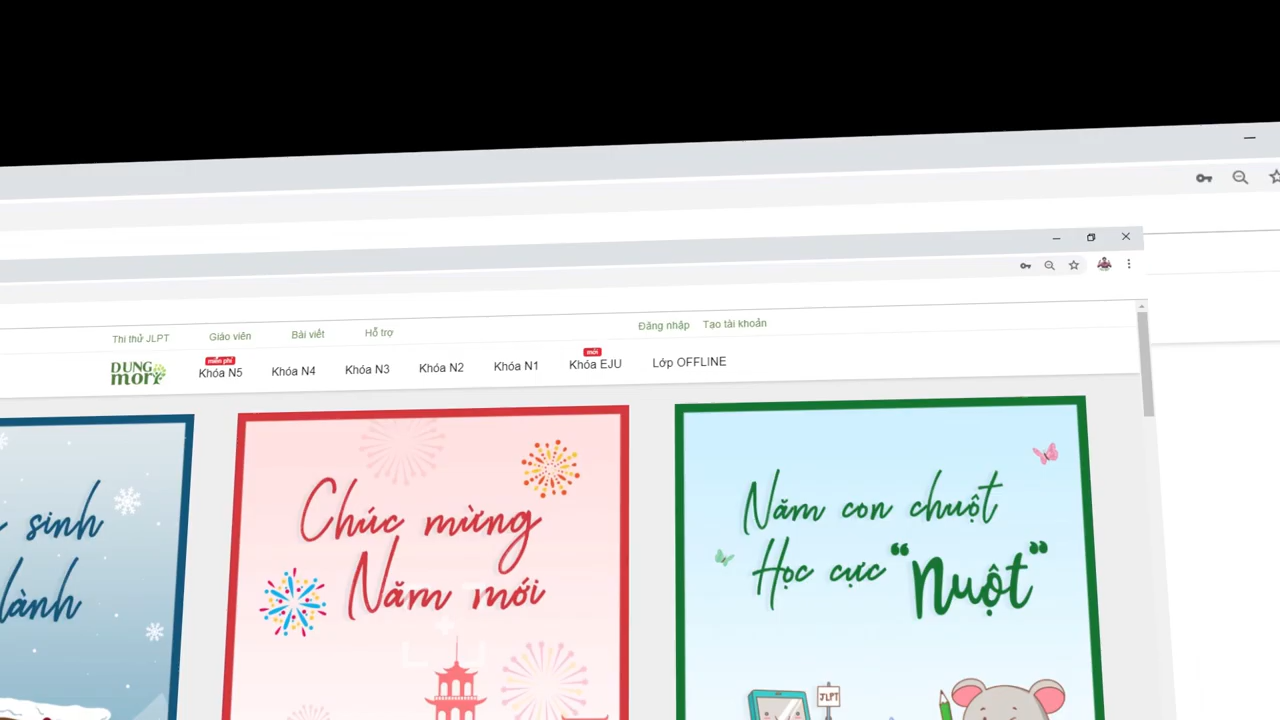 Thi thử JLPT
Giáo viên
Bài viết
Hỗ trợ
Đăng nhập
Tạo tài khoản
DUNG
mori
miễn phí
Khóa N5
Khóa N4
Khóa N3
Khóa N2
Khóa N1
mới
Khóa EJU
Lớp OFFLINE
sinh
lành
Chúc mừng
Năm mới
Năm con chuột
Học cực “Nuột”
JLPT